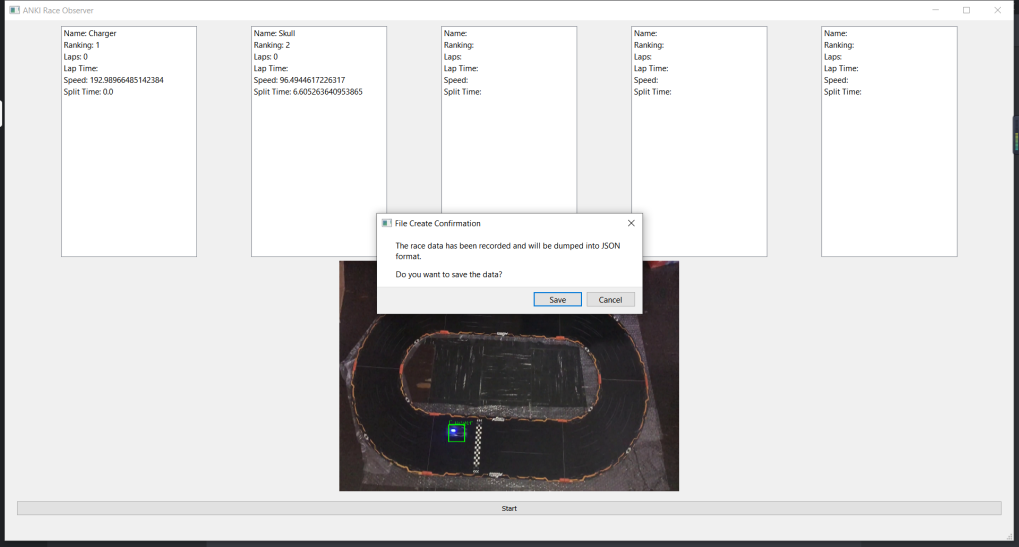 ANKI Race Observer
Name: Charger
Ranking: 1
Laps: 0
Lap Time:
Speed: 192.98966485142384
Split Time: 0.0
Name: Skull
Ranking: 2
Laps: 0
Lap Time:
Speed: 96.4944617226317
Split Time: 6.605263640953865
Name:
Ranking:
Laps:
Lap Time:
Speed:
Split Time:
Name:
Ranking:
Laps:
Lap Time:
Speed:
Split Time:
Name:
Ranking:
Laps:
Lap Time:
Speed:
Split Time:
File Create Confirmation
The race data has been recorded and will be dumped into JSON
format.
Do you want to save the data?
Save
Cancel
Start